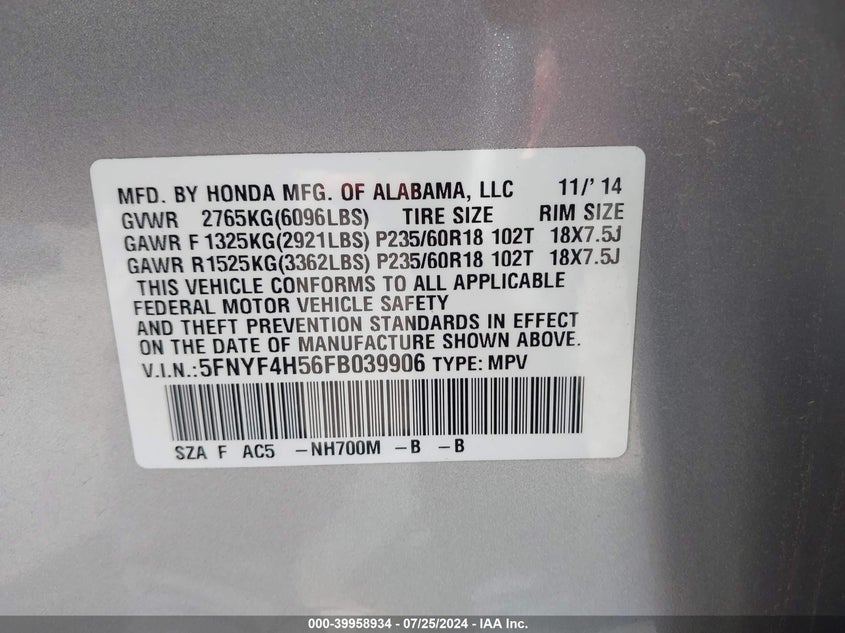 MFD. BY HONDA MFG. OF ALABAMA, LLC 11/' 14
GVWR 2765KG(6096LBS) TIRE SIZE RIM SIZE
GAWR F 1325KG(2921LBS) P235/60R18 102T 18X7.5J
GAWR R1525KG(3362LBS) P235/60R18 102T 18X7.5J
THIS VEHICLE CONFORMS TO ALL APPLICABLE
FEDERAL MOTOR VEHICLE SAFETY
AND THEFT PREVENTION STANDARDS IN EFFECT
ON THE DATE OF MANUFACTURE SHOWN ABOVE.
V.I.N.:5FNYF4H56FB039906 TYPE: MPV
SZA F AC5 -NH700M -B -B
000-39958934 - 07/25/2024 - IAA Inc.